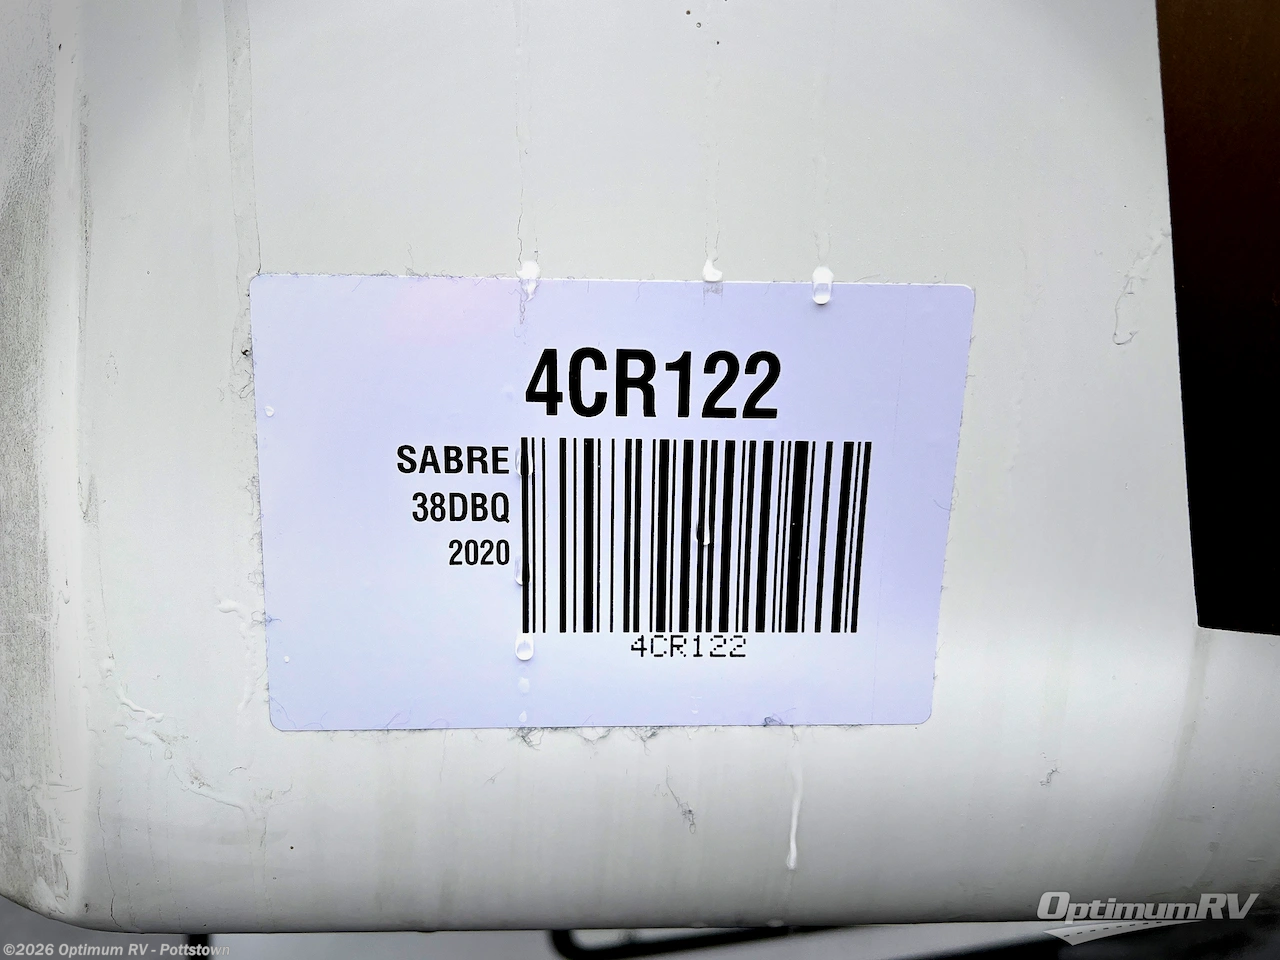 4CR122
SABRE
38DBQ
2020
4CR122
OptimumRV
©2026 Optimum RV - Pottstown